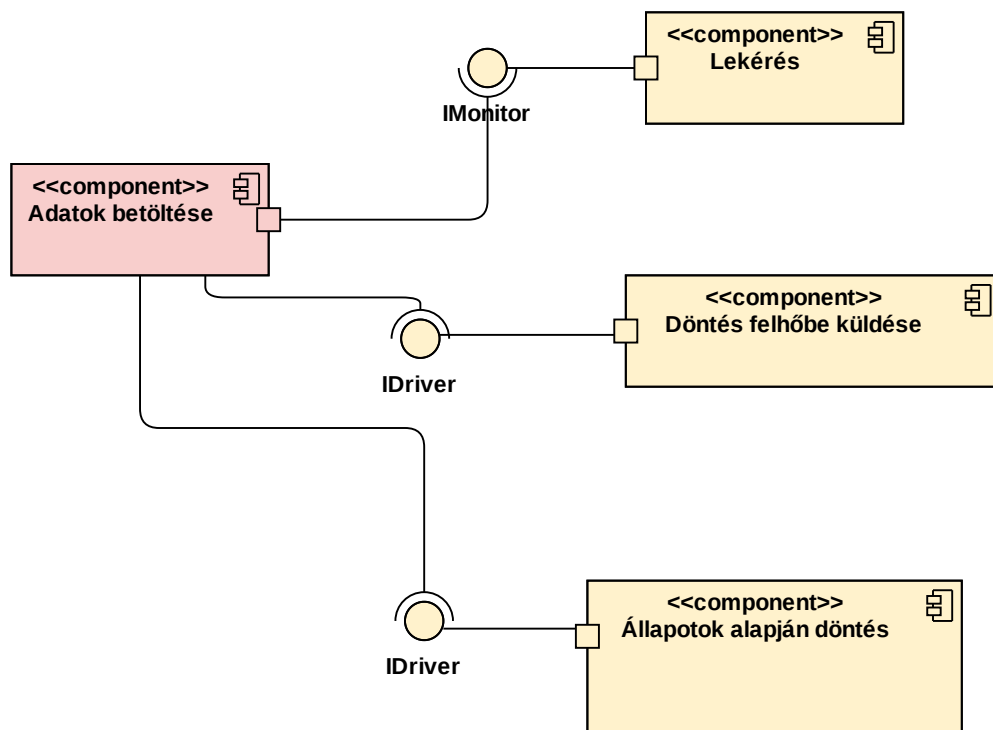 <<component>>
Lekérés
IMonitor
<<component>>
Adatok betöltése
<<component>>
Döntés felhőbe küldése
IDriver
<<component>>
Állapotok alapján döntés
IDriver